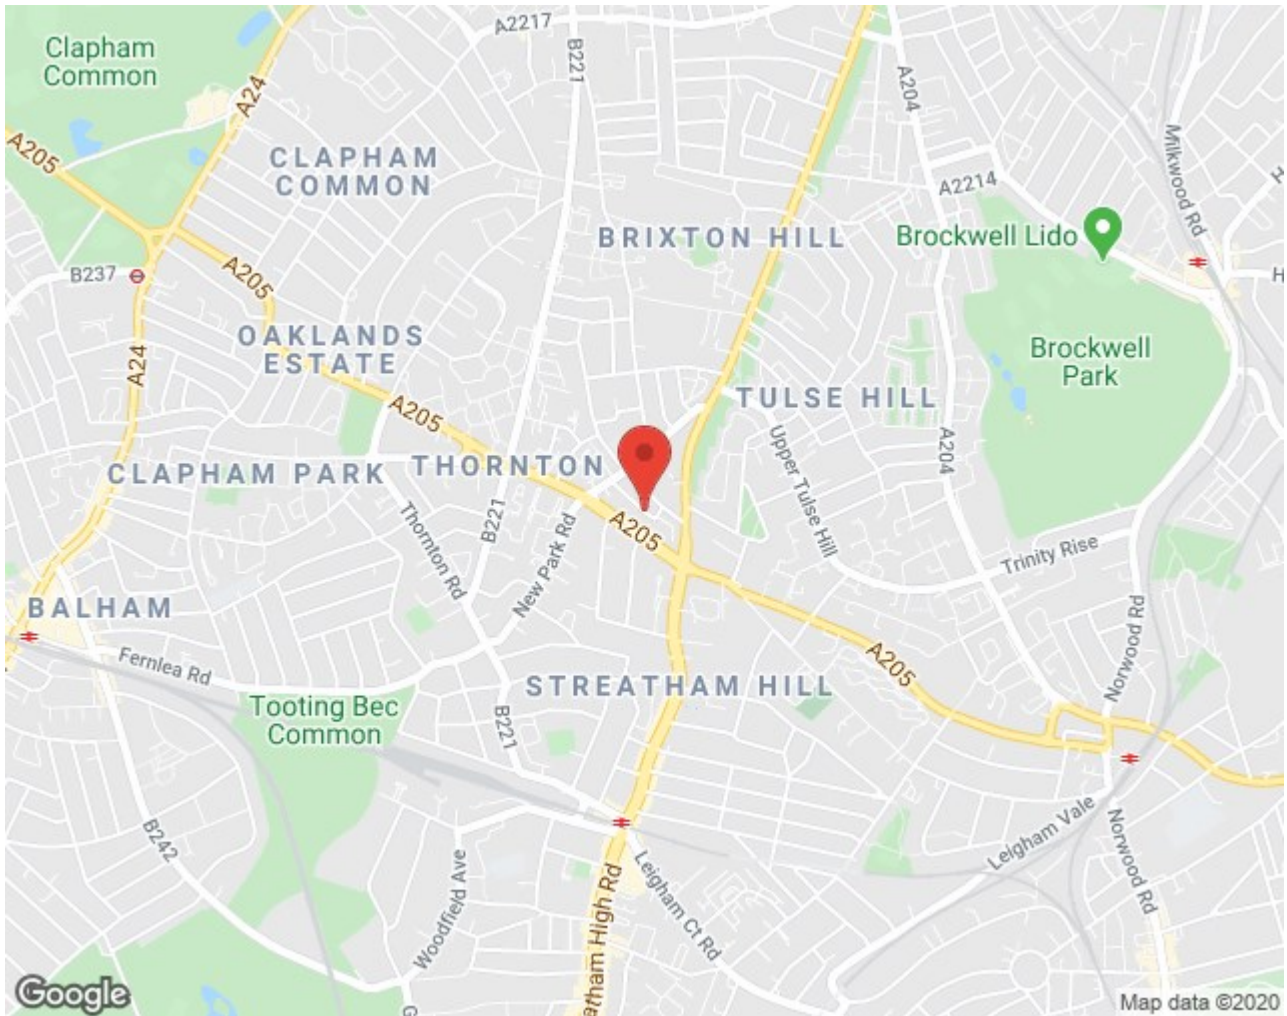 A2217
Clapham
Common
B221
A24
A204
A205
Milkwood Rd
CLAPHAM
COMMON
A2214
BRIXTON HILL
Brockwell Lido
B237
A205
H
H
OAKLANDS
ESTATE
Brockwell
Park
A24
TULSE HILL
A205
A204
Upper Tulse Hill
CLAPHAM PARK
THORNTON
B221
Thornton Rd
New Park Rd
A205
Trinity Rise
BALHAM
Norwood Rd
Fernlea Rd
A205
STREATHAM HILL
Tooting Bec
Common
B221
B242
Leigham Vale
Norwood Rd
Woodfield Ave
Leigham Ct Rd
atham High Rd
G
Google
Map data ©2020